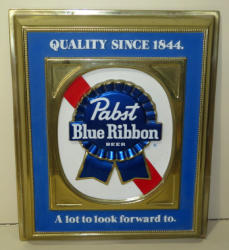 QUALITY SINCE 1844.
Pabst
Blue Ribbon
BEER
A lot to look forward to.